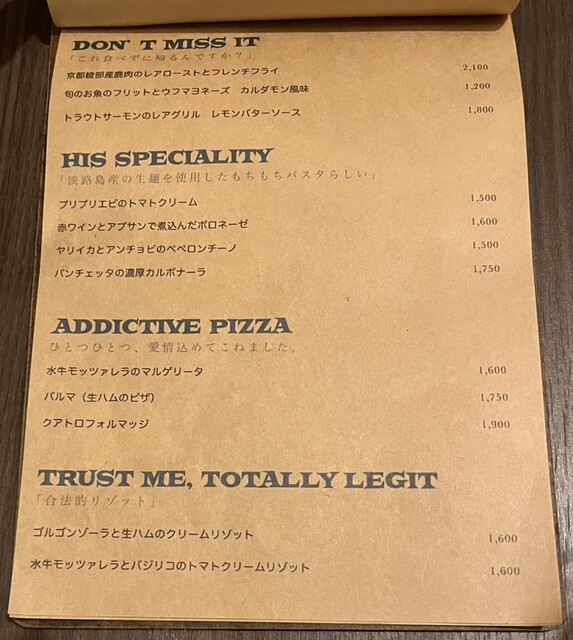 DON' T MISS IT
「これ食べずに帰るんですか？」
京都綾部産鹿肉のレアローストとフレンチフライ 2,100
旬のお魚のフリットとウフマヨネーズ カルダモン風味 1,200
トラウトサーモンのレアグリル レモンバターソース 1,800
HIS SPECIALITY
「淡路島産の生麺を使用したもちもちパスタらしい」
プリプリエビのトマトクリーム 1,500
赤ワインとアブサンで煮込んだボロネーゼ 1,600
ヤリイカとアンチョビのペペロンチーノ 1,500
パンチェッタの濃厚カルボナーラ 1,750
ADDICTIVE PIZZA
ひとつひとつ、愛情込めてこねました。
水牛モッツァレラのマルゲリータ 1,600
パルマ（生ハムのピザ） 1,750
クアトロフォルマッジ 1,900
TRUST ME, TOTALLY LEGIT
「合法的リゾット」
ゴルゴンゾーラと生ハムのクリームリゾット 1,600
水牛モッツァレラとバジリコのトマトクリームリゾット 1,600